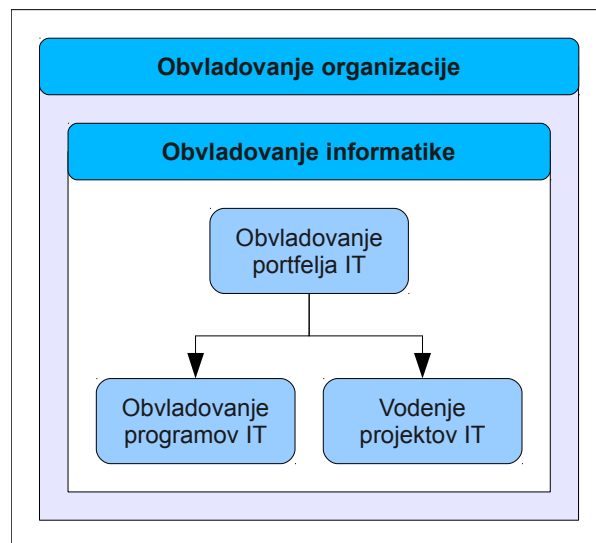 Obvladovanje organizacije
Obvladovanje informatike
Obvladovanje
portfelja IT
Obvladovanje
programov IT
Vodenje
projektov IT